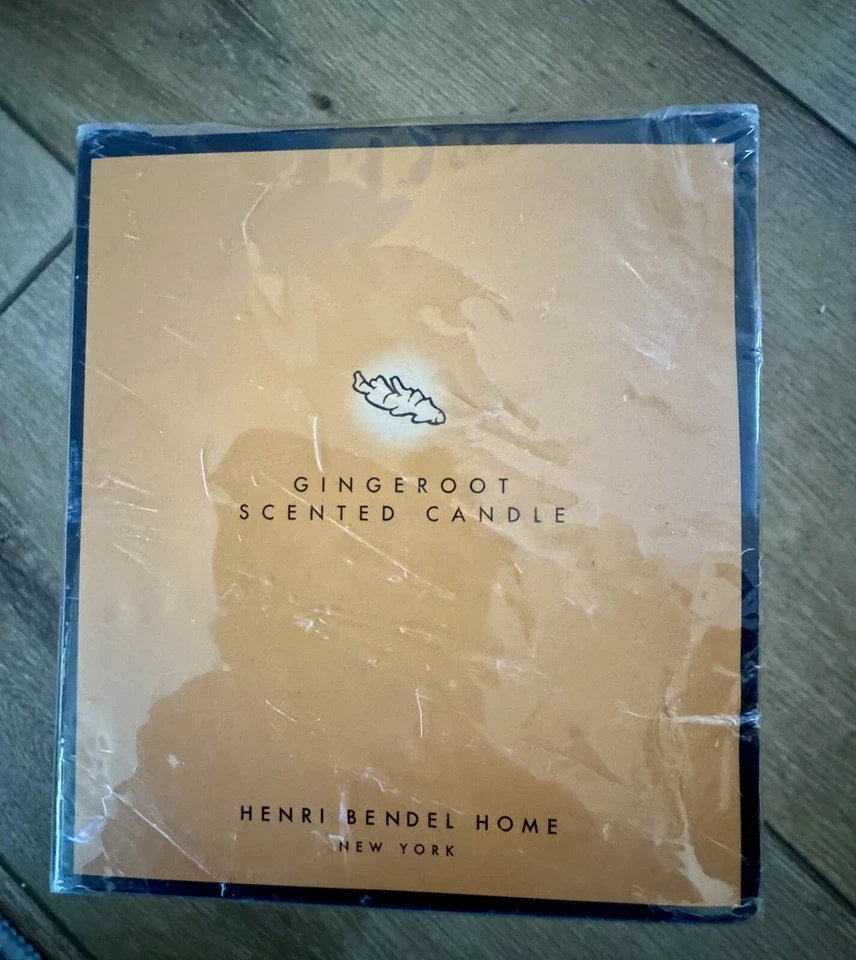 GINGEROOT
SCENTED CANDLE
HENRI BENDEL HOME
NEW YORK